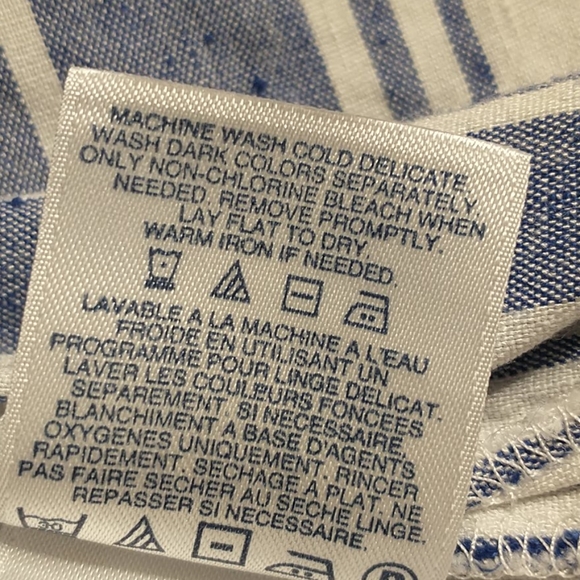 MACHINE WASH COLD DELICATE.
WASH DARK COLORS SEPARATELY.
ONLY NON-CHLORINE BLEACH WHEN
NEEDED. REMOVE PROMPTLY.
LAY FLAT TO DRY.
WARM IRON IF NEEDED.
LAVABLE A LA MACHINE A L'EAU
FROIDE EN UTILISANT UN
PROGRAMME POUR LINGE DELICAT.
LAVER LES COULEURS FONCEES
SEPAREMENT. SI NECESSAIRE,
BLANCHIMENT A BASE D'AGENTS
OXYGENES UNIQUEMENT. RINCER
RAPIDEMENT. SECHAGE A PLAT. NE
PAS FAIRE SECHER AU SECHE LINGE.
REPASSER SI NECESSAIRE.